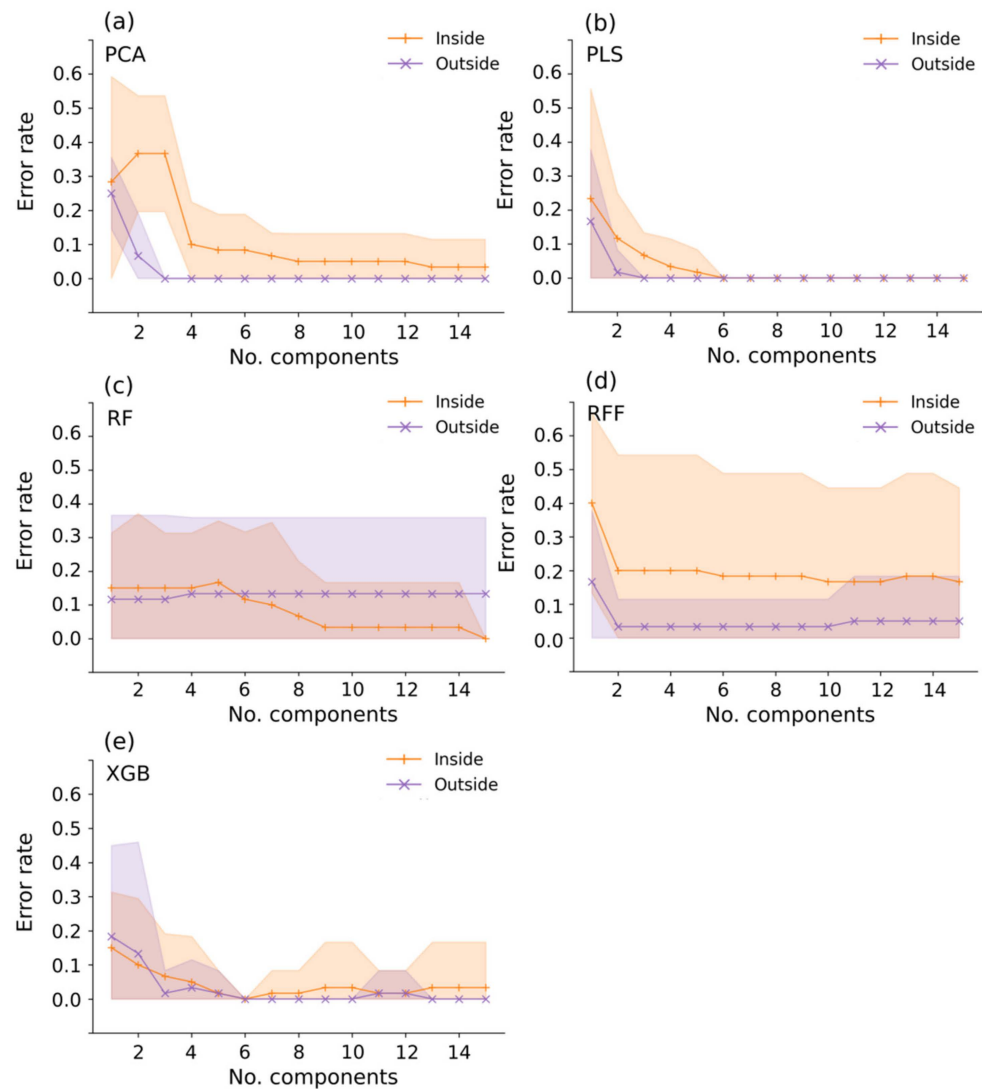 (a)
PCA
Inside
Outside
0.6
0.5
0.4
0.3
0.2
0.1
0.0
Error rate
2 4 6 8 10 12 14
No. components
(b)
PLS
Inside
Outside
0.6
0.5
0.4
0.3
0.2
0.1
0.0
Error rate
2 4 6 8 10 12 14
No. components
(c)
RF
Inside
Outside
0.6
0.5
0.4
0.3
0.2
0.1
0.0
Error rate
2 4 6 8 10 12 14
No. components
(d)
RFF
Inside
Outside
0.6
0.5
0.4
0.3
0.2
0.1
0.0
Error rate
2 4 6 8 10 12 14
No. components
(e)
XGB
Inside
Outside
0.6
0.5
0.4
0.3
0.2
0.1
0.0
Error rate
2 4 6 8 10 12 14
No. components